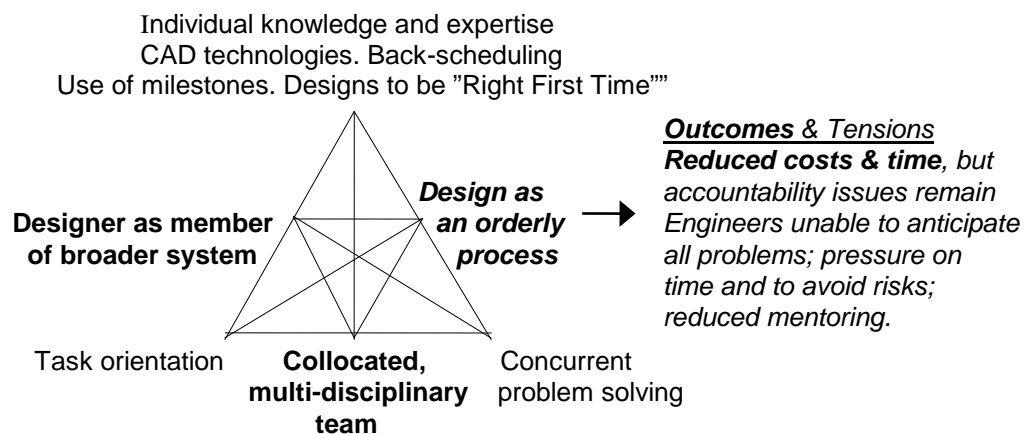 Individual knowledge and expertise
CAD technologies. Back-scheduling
Use of milestones. Designs to be ”Right First Time””
Outcomes & Tensions
Reduced costs & time, but
accountability issues remain
Engineers unable to anticipate
all problems; pressure on
time and to avoid risks;
reduced mentoring.
Design as
an orderly
process
Designer as member
of broader system
Task orientation
Collocated,
multi-disciplinary
team
Concurrent
problem solving